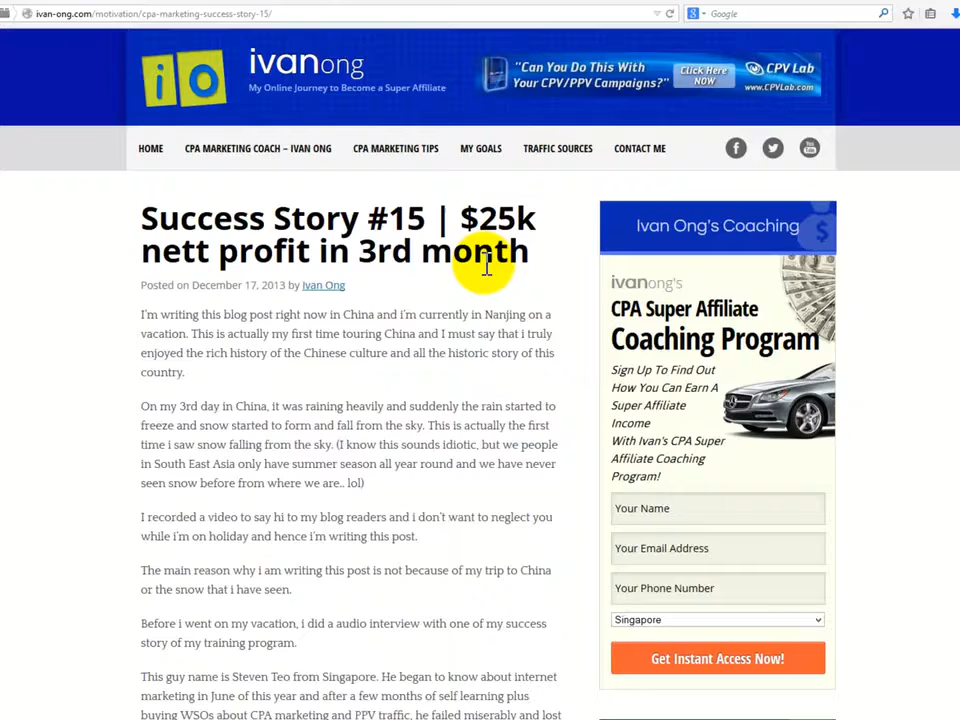 ivan-ong.com/motivation/cpa-marketing-success-story-15/
Google
io
ivanong
My Online Journey to Become a Super Affiliate
"Can You Do This With
Your CPV/PPV Campaigns?"
Click Here
NOW
CPV Lab
www.CPVLab.com
HOME
CPA MARKETING COACH – IVAN ONG
CPA MARKETING TIPS
MY GOALS
TRAFFIC SOURCES
CONTACT ME
You
Tube
Success Story #15 | $25k
nett profit in 3rd month
Posted on December 17, 2013 by Ivan Ong
I'm writing this blog post right now in China and i'm currently in Nanjing on a
vacation. This is actually my first time touring China and I must say that i truly
enjoyed the rich history of the Chinese culture and all the historic story of this
country.
On my 3rd day in China, it was raining heavily and suddenly the rain started to
freeze and snow started to form and fall from the sky. This is actually the first
time i saw snow falling from the sky. (I know this sounds idiotic, but we people
in South East Asia only have summer season all year round and we have never
seen snow before from where we are.. lol)
I recorded a video to say hi to my blog readers and i don't want to neglect you
while i'm on holiday and hence i'm writing this post.
The main reason why i am writing this post is not because of my trip to China
or the snow that i have seen.
Before i went on my vacation, i did a audio interview with one of my success
story of my training program.
This guy name is Steven Teo from Singapore. He began to know about internet
marketing in June of this year and after a few months of self learning plus
buying WSOs about CPA marketing and PPV traffic, he failed miserably and lost
Ivan Ong's Coaching
$
ivanong's
CPA Super Affiliate
Coaching Program
Sign Up To Find Out
How You Can Earn A
Super Affiliate
Income
With Ivan's CPA Super
Affiliate Coaching
Program!
Your Name
Your Email Address
Your Phone Number
Singapore
Get Instant Access Now!